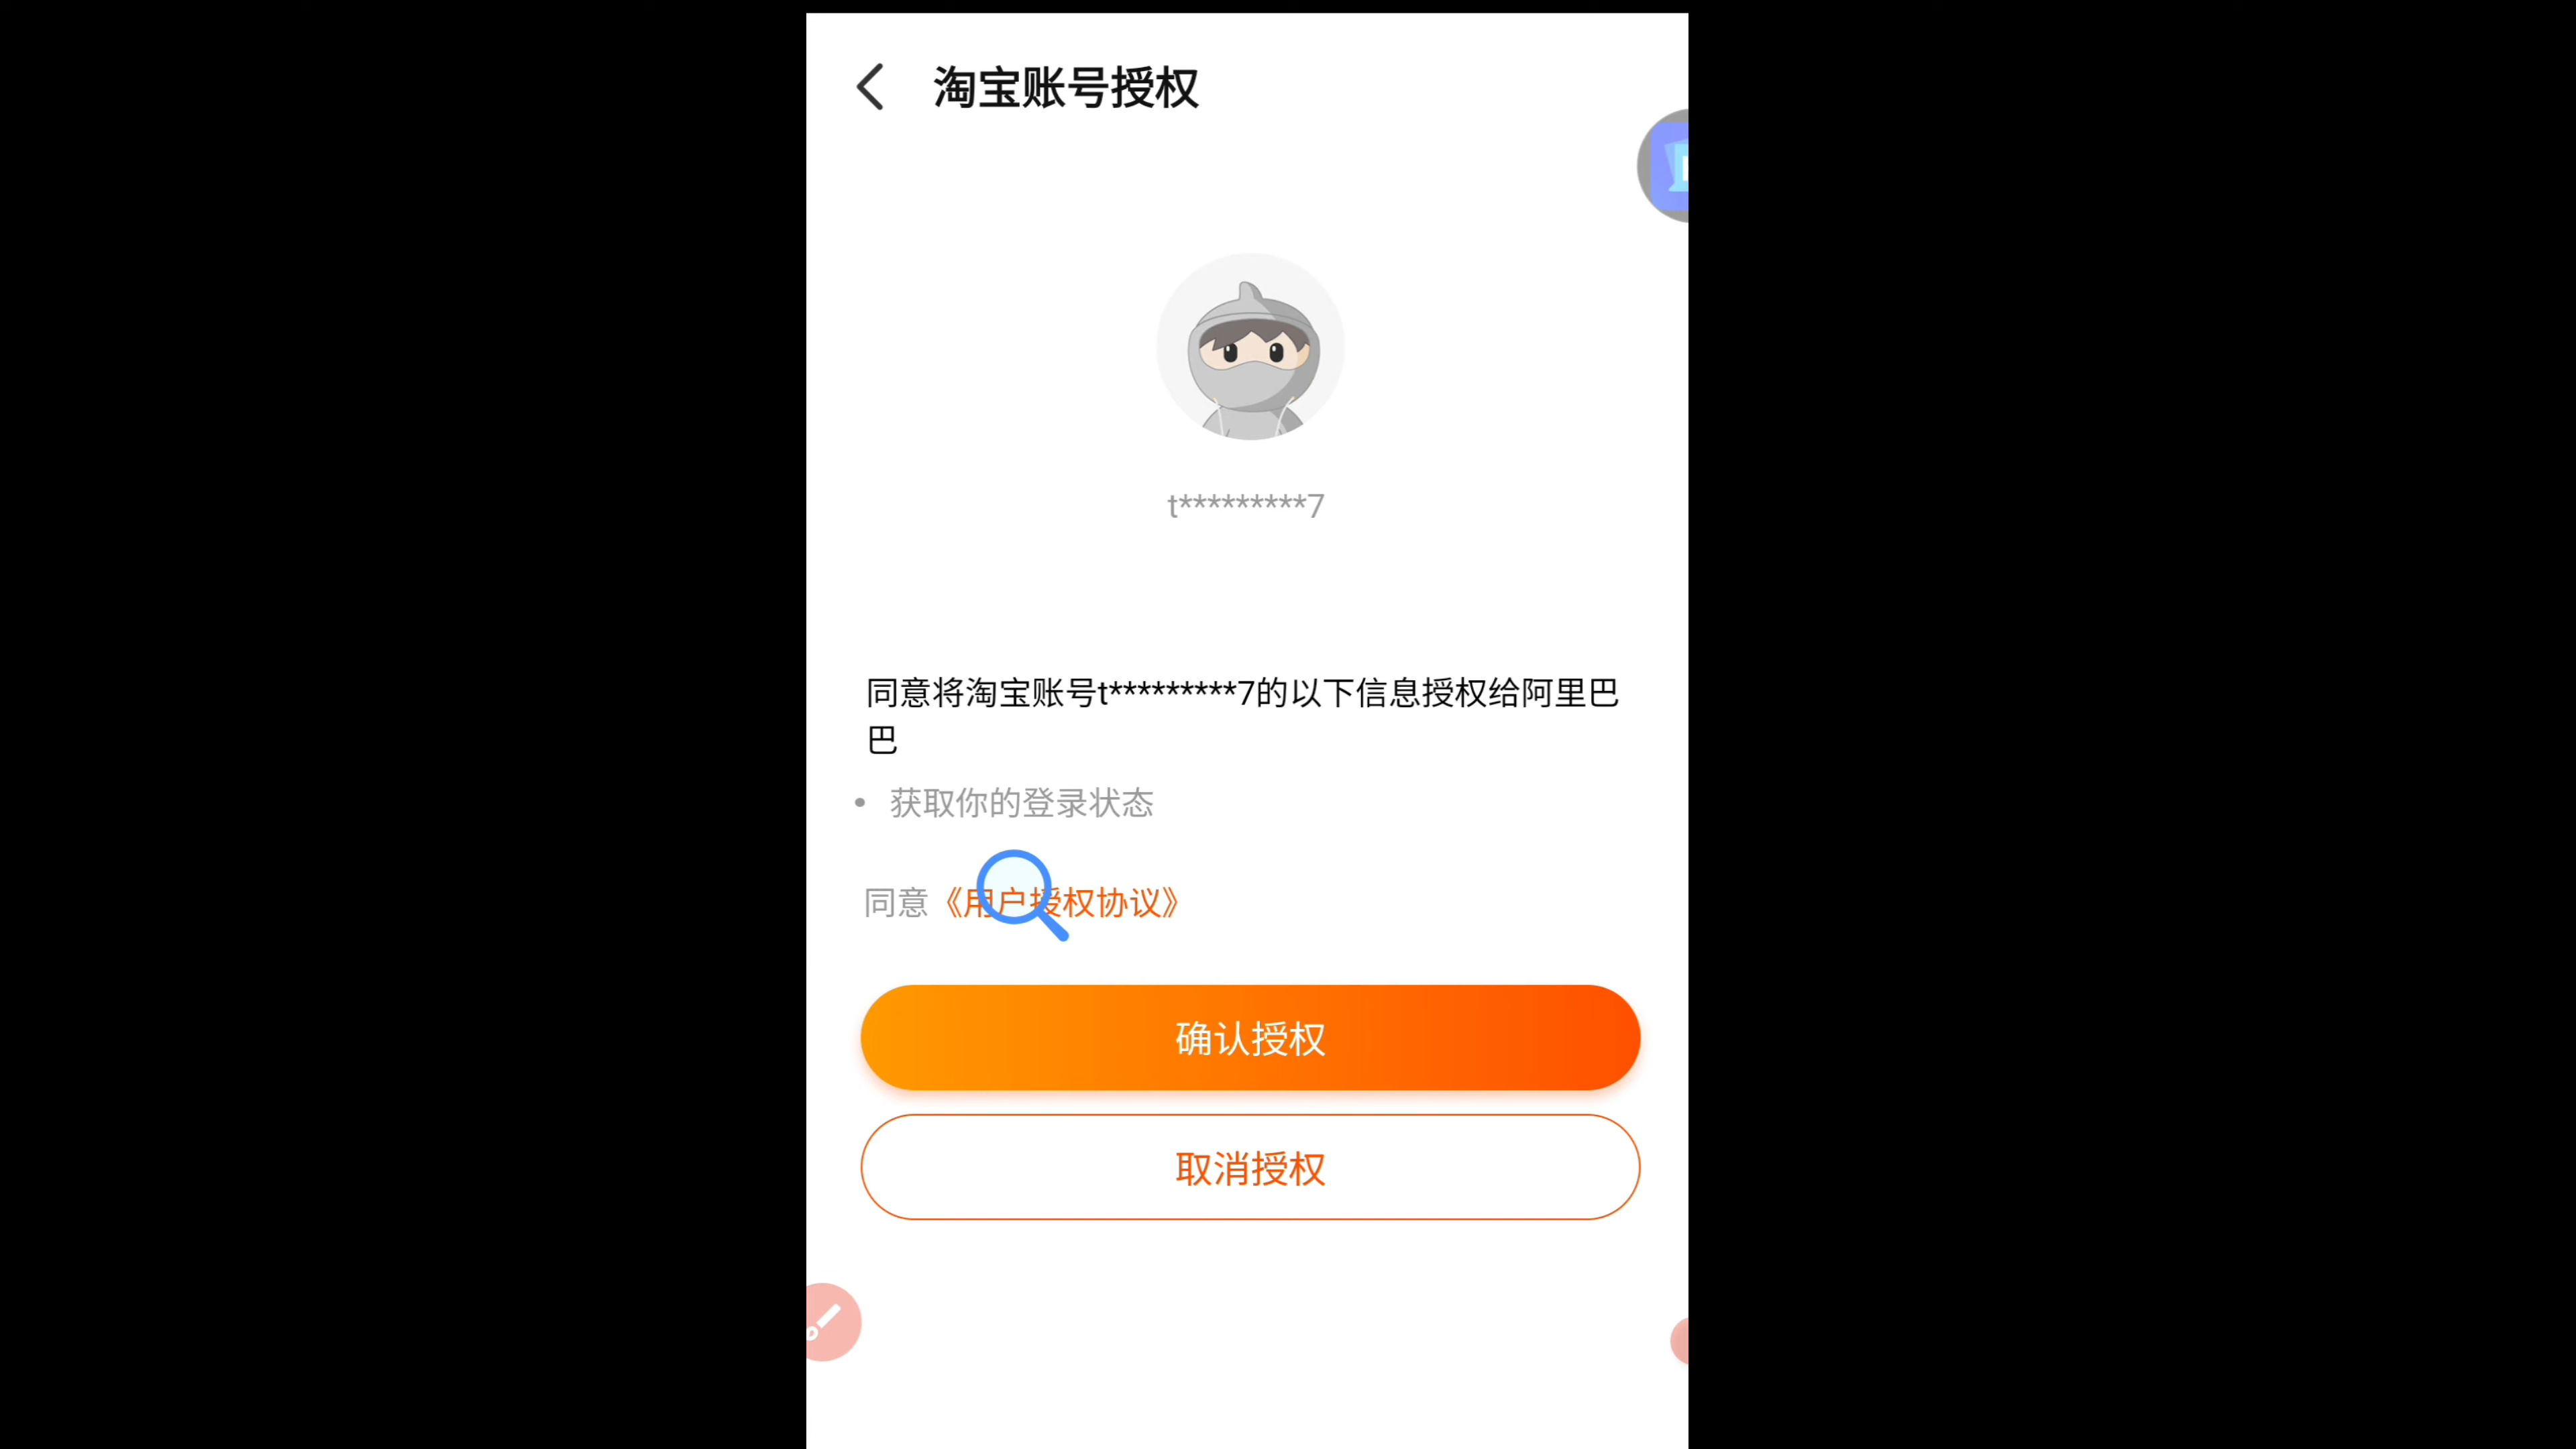 淘宝账号授权
t*********7
同意将淘宝账号t*********7的以下信息授权给阿里巴
巴
• 获取你的登录状态
同意《用户授权协议》
确认授权
取消授权